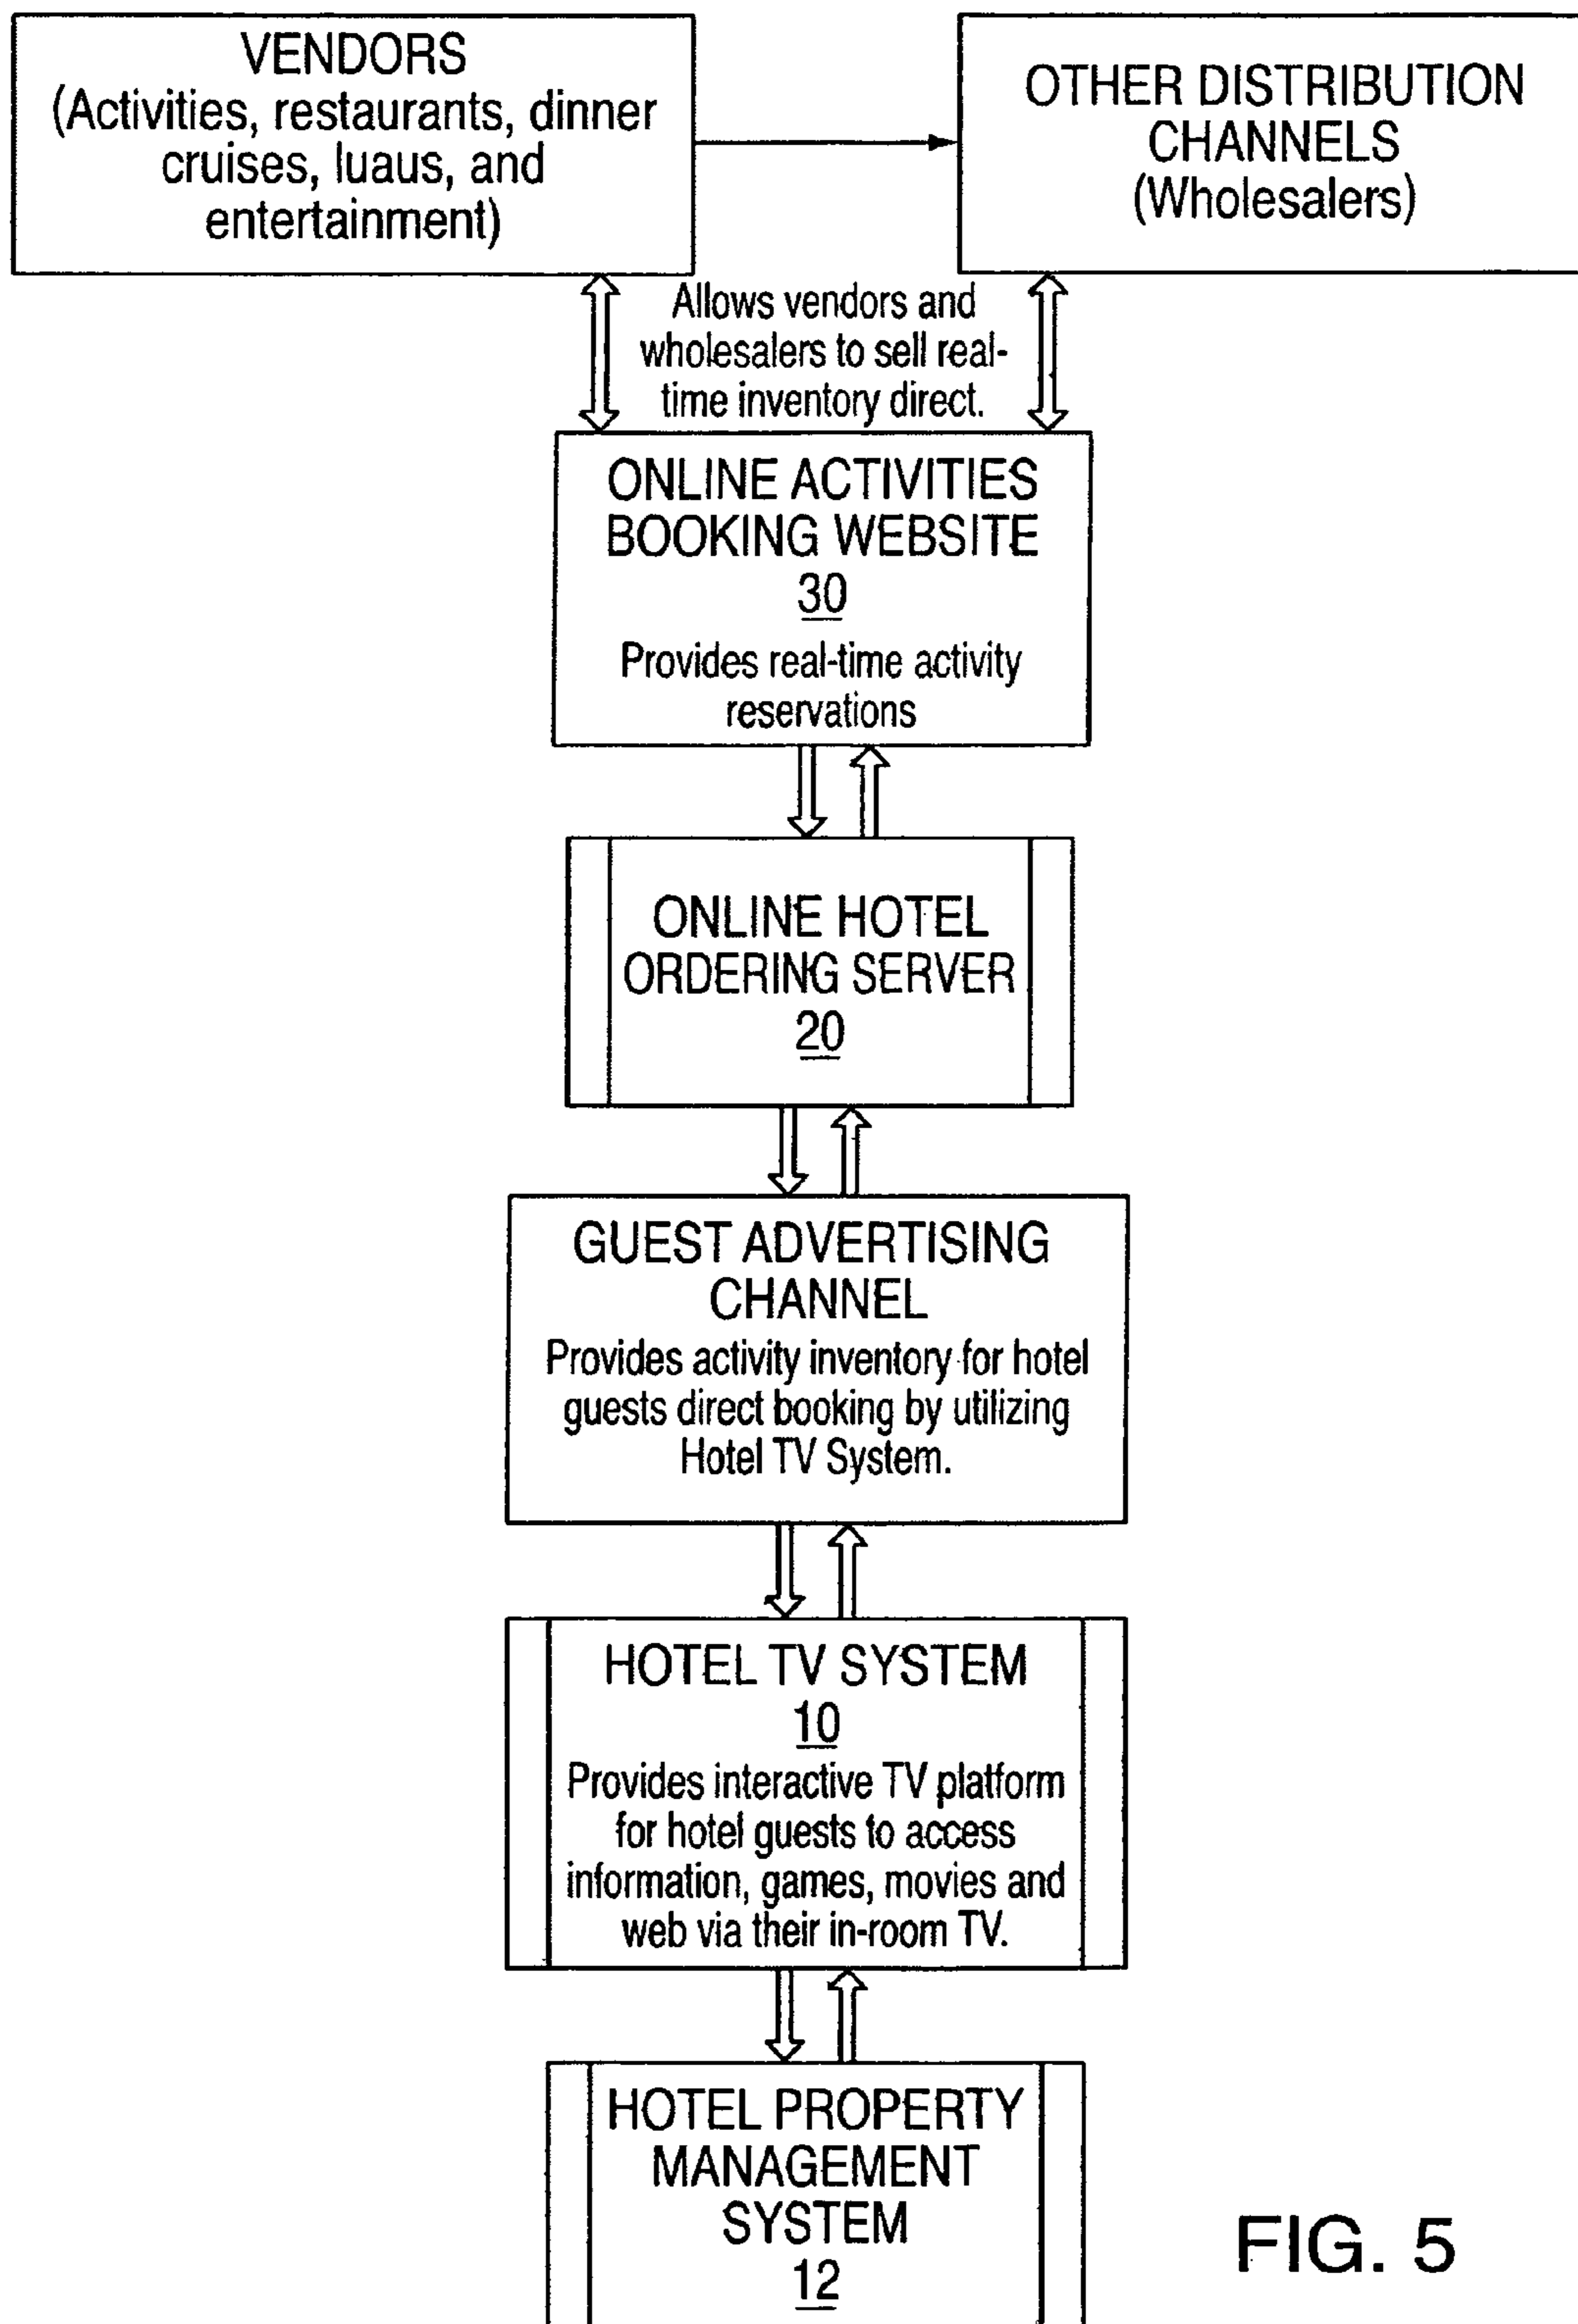 VENDORS
(Activities, restaurants, dinner
cruises, luaus, and
entertainment)
OTHER DISTRIBUTION
CHANNELS
(Wholesalers)
Allows vendors and
wholesalers to sell real-
time inventory direct.
ONLINE ACTIVITIES
BOOKING WEBSITE
30
Provides real-time activity
reservations
ONLINE HOTEL
ORDERING SERVER
20
GUEST ADVERTISING
CHANNEL
Provides activity inventory for hotel
guests direct booking by utilizing
Hotel TV System.
HOTEL TV SYSTEM
10
Provides interactive TV platform
for hotel guests to access
information, games, movies and
web via their in-room TV.
HOTEL PROPERTY
MANAGEMENT
SYSTEM
12
FIG. 5